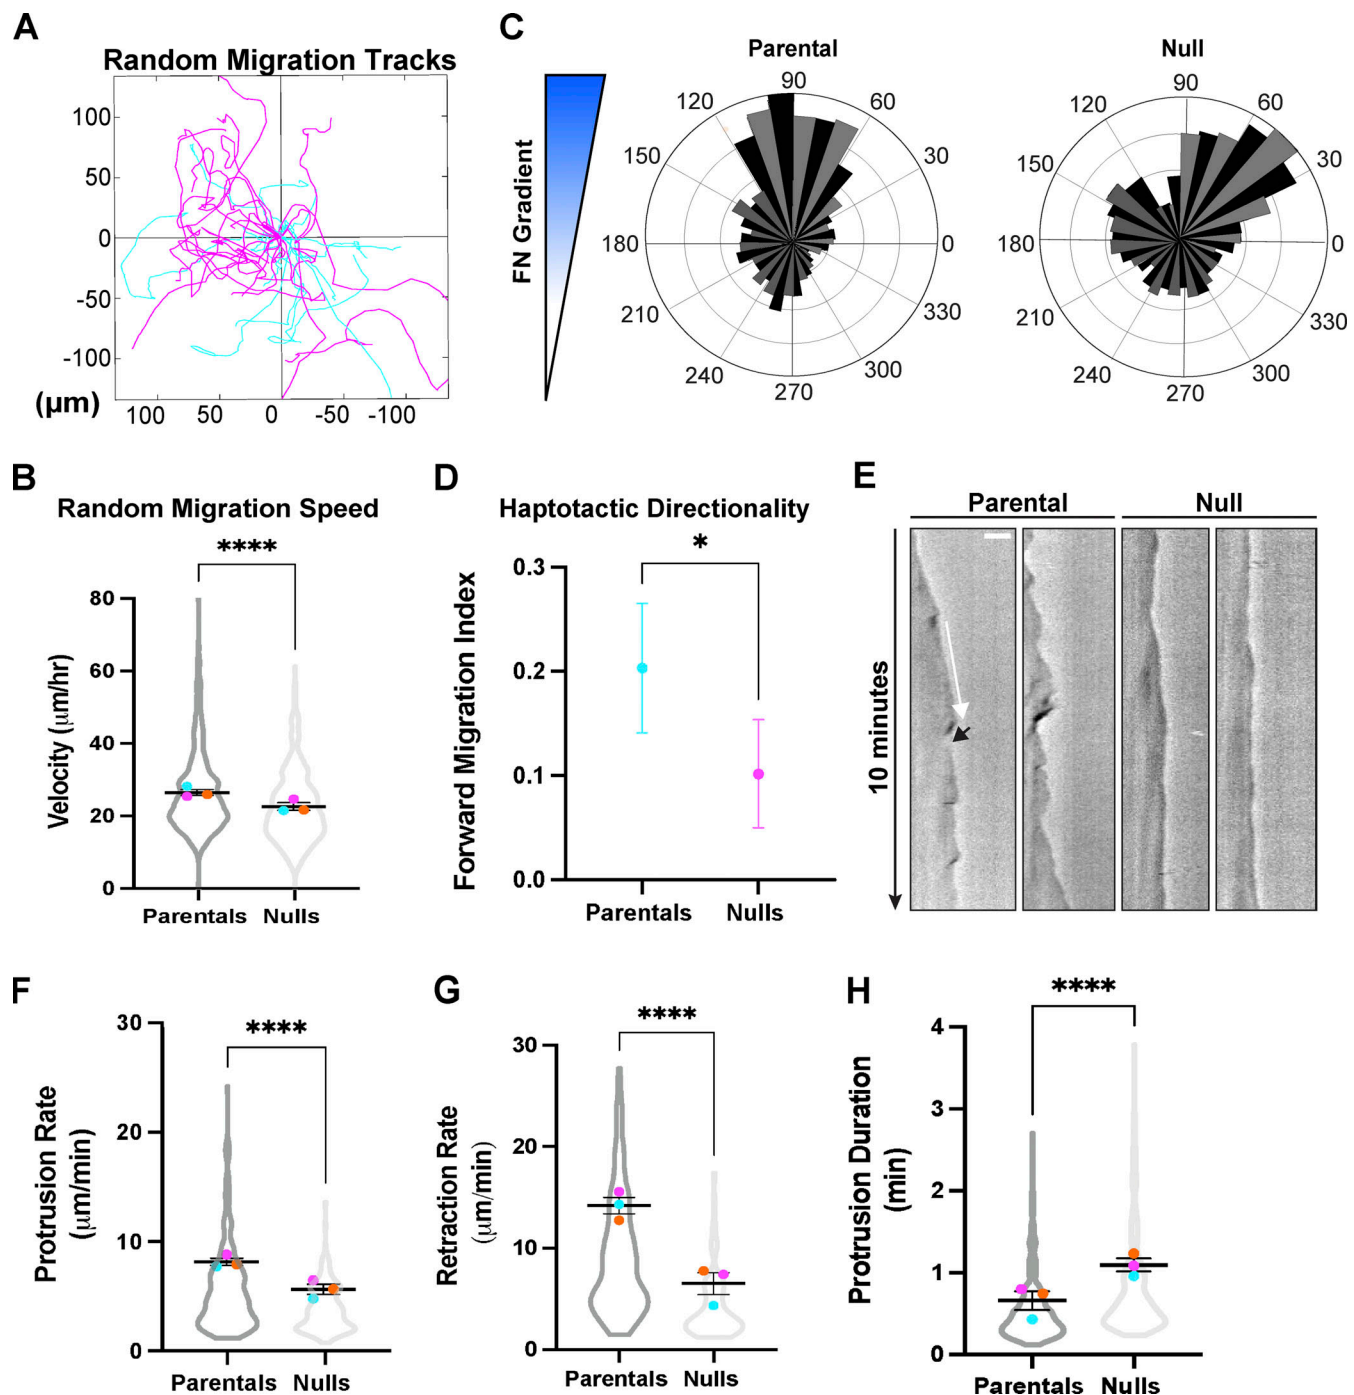 A
Random Migration Tracks
100
50
0
-50
-100
(µm)
100 50 0 -50 -100
C
Parental
Null
FN Gradient
90
120
60
150
30
180
0
210
330
240
300
270
90
120
60
150
30
180
0
210
330
240
300
270
B
Random Migration Speed
****
Velocity (µm/hr)
80
60
40
20
0
Parentals Nulls
D
Haptotactic Directionality
*
Forward Migration Index
0.3
0.2
0.1
0.0
Parentals Nulls
E
Parental Null
10 minutes
F
****
Protrusion Rate
(µm/min)
30
20
10
0
Parentals Nulls
G
****
Retraction Rate
(µm/min)
30
20
10
0
Parentals Nulls
H
****
Protrusion Duration
(min)
4
3
2
1
0
Parentals Nulls